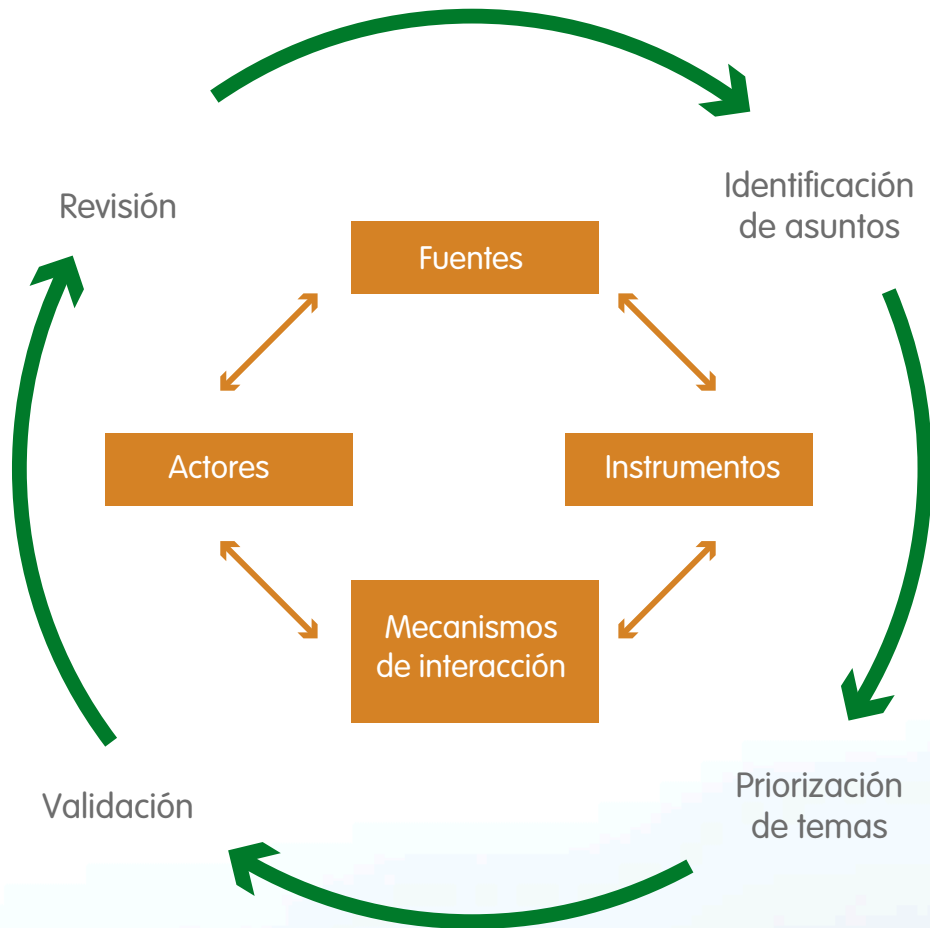 Revisión
Identificación
de asuntos
Fuentes
Actores
Instrumentos
Mecanismos
de interacción
Validación
Priorización
de temas